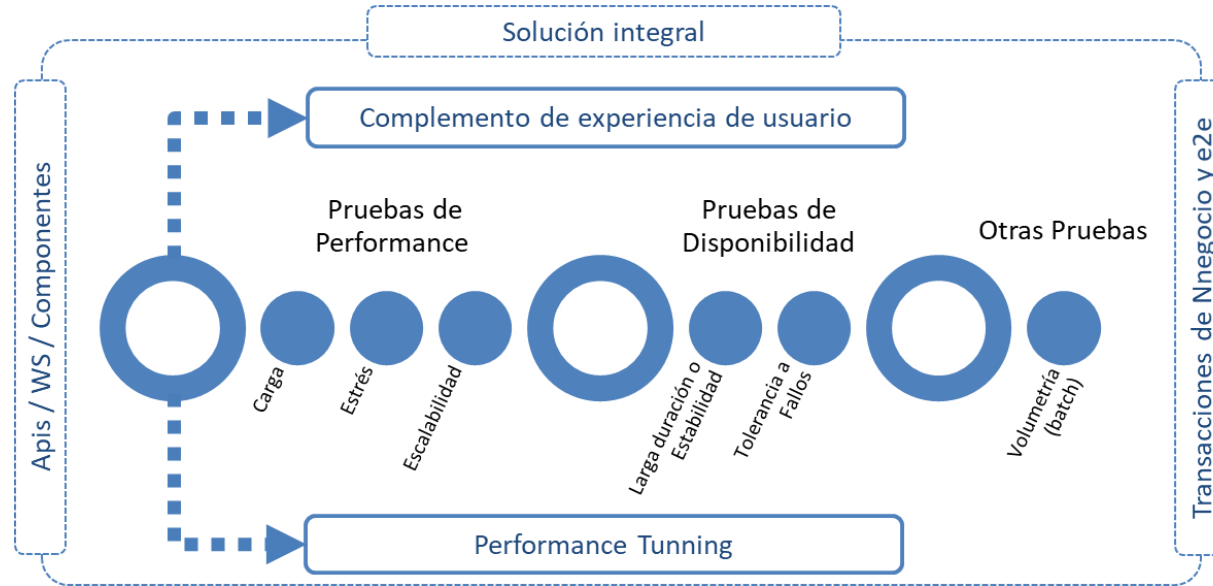 Solución integral
Apis / WS / Componentes
Complemento de experiencia de usuario
Pruebas de
Performance
Carga
Estrés
Escalabilidad
Pruebas de
Disponibilidad
Larga duración o
Estabilidad
Tolerancia a
Fallos
Otras Pruebas
Volumetría
(batch)
Performance Tunning
Transacciones de Nnegocio y e2e